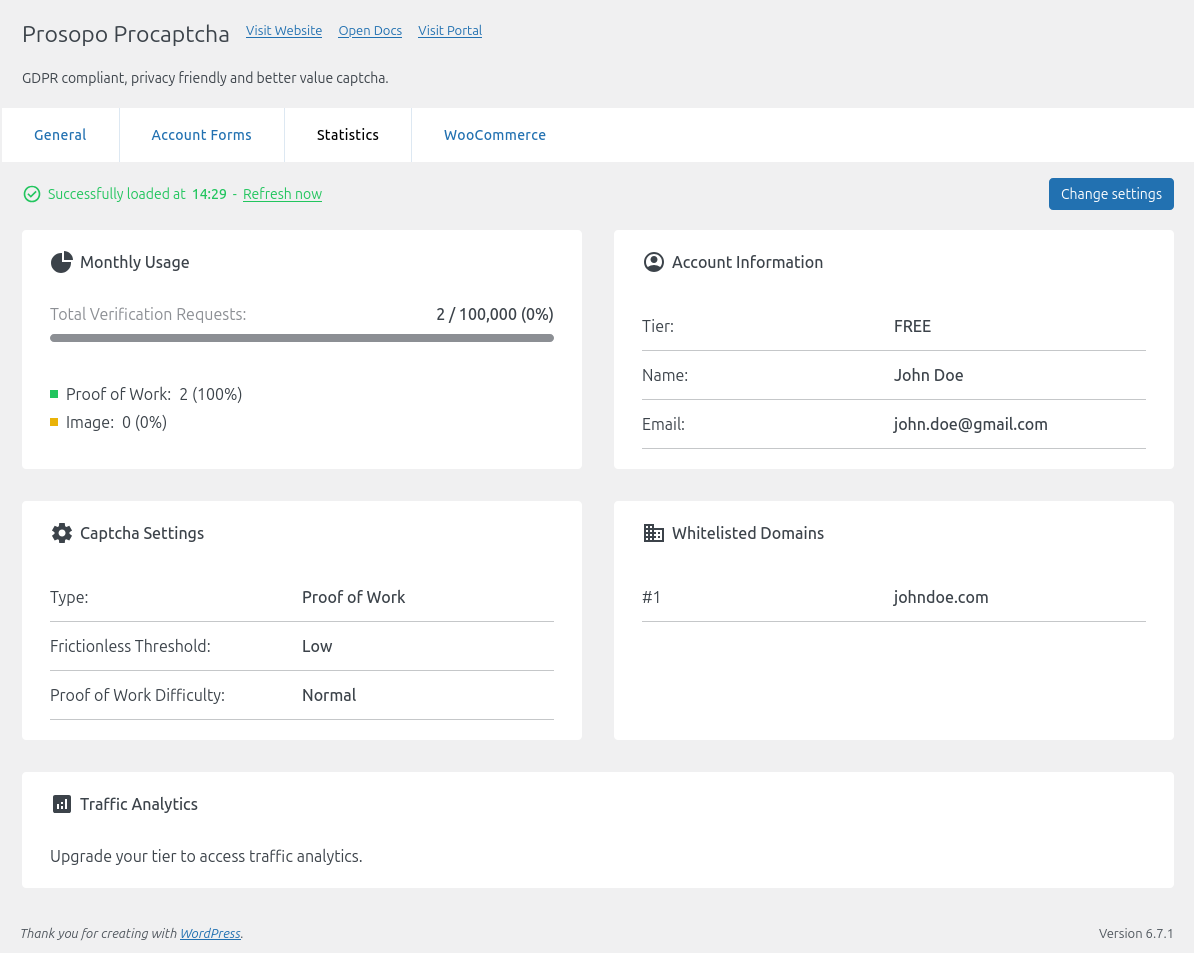 Prosopo Procaptcha Visit Website Open Docs Visit Portal
GDPR compliant, privacy friendly and better value captcha.
General Account Forms Statistics WooCommerce
Successfully loaded at 14:29 - Refresh now Change settings
Monthly Usage
Total Verification Requests: 2 / 100,000 (0%)
Proof of Work: 2 (100%)
Image: 0 (0%)
Account Information
Tier: FREE
Name: John Doe
Email: john.doe@gmail.com
Captcha Settings
Type: Proof of Work
Frictionless Threshold: Low
Proof of Work Difficulty: Normal
Whitelisted Domains
#1 johndoe.com
Traffic Analytics
Upgrade your tier to access traffic analytics.
Thank you for creating with WordPress. Version 6.7.1